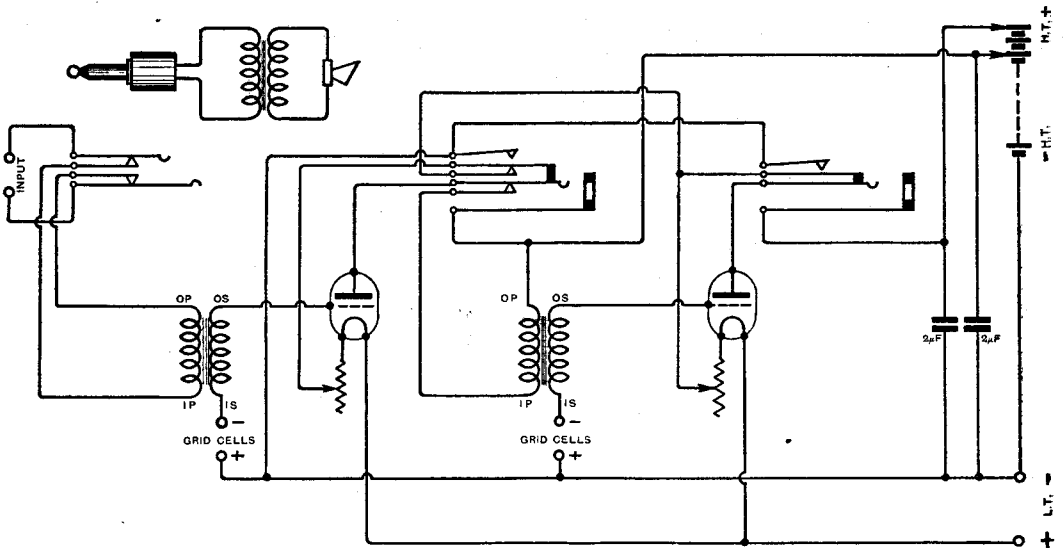 H.T.+
INPUT
- H.T.
OP OS
OP OS
2µF 2µF
IP IS
IP IS
-
-
GRID CELLS
GRID CELLS
+
+
-
L.T.
+